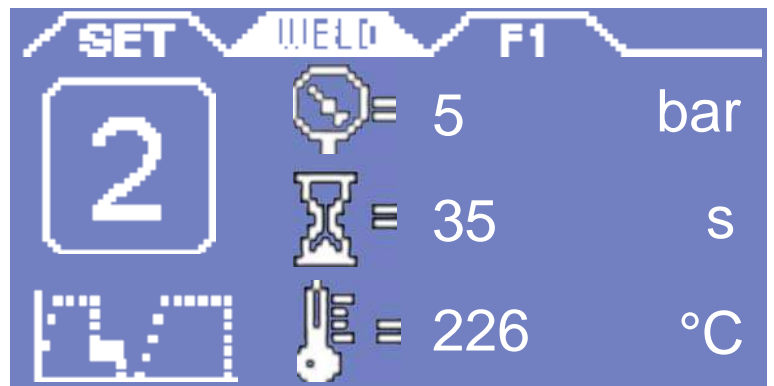 SET WELD F1
2
= 5 bar
= 35 s
= 226 °C